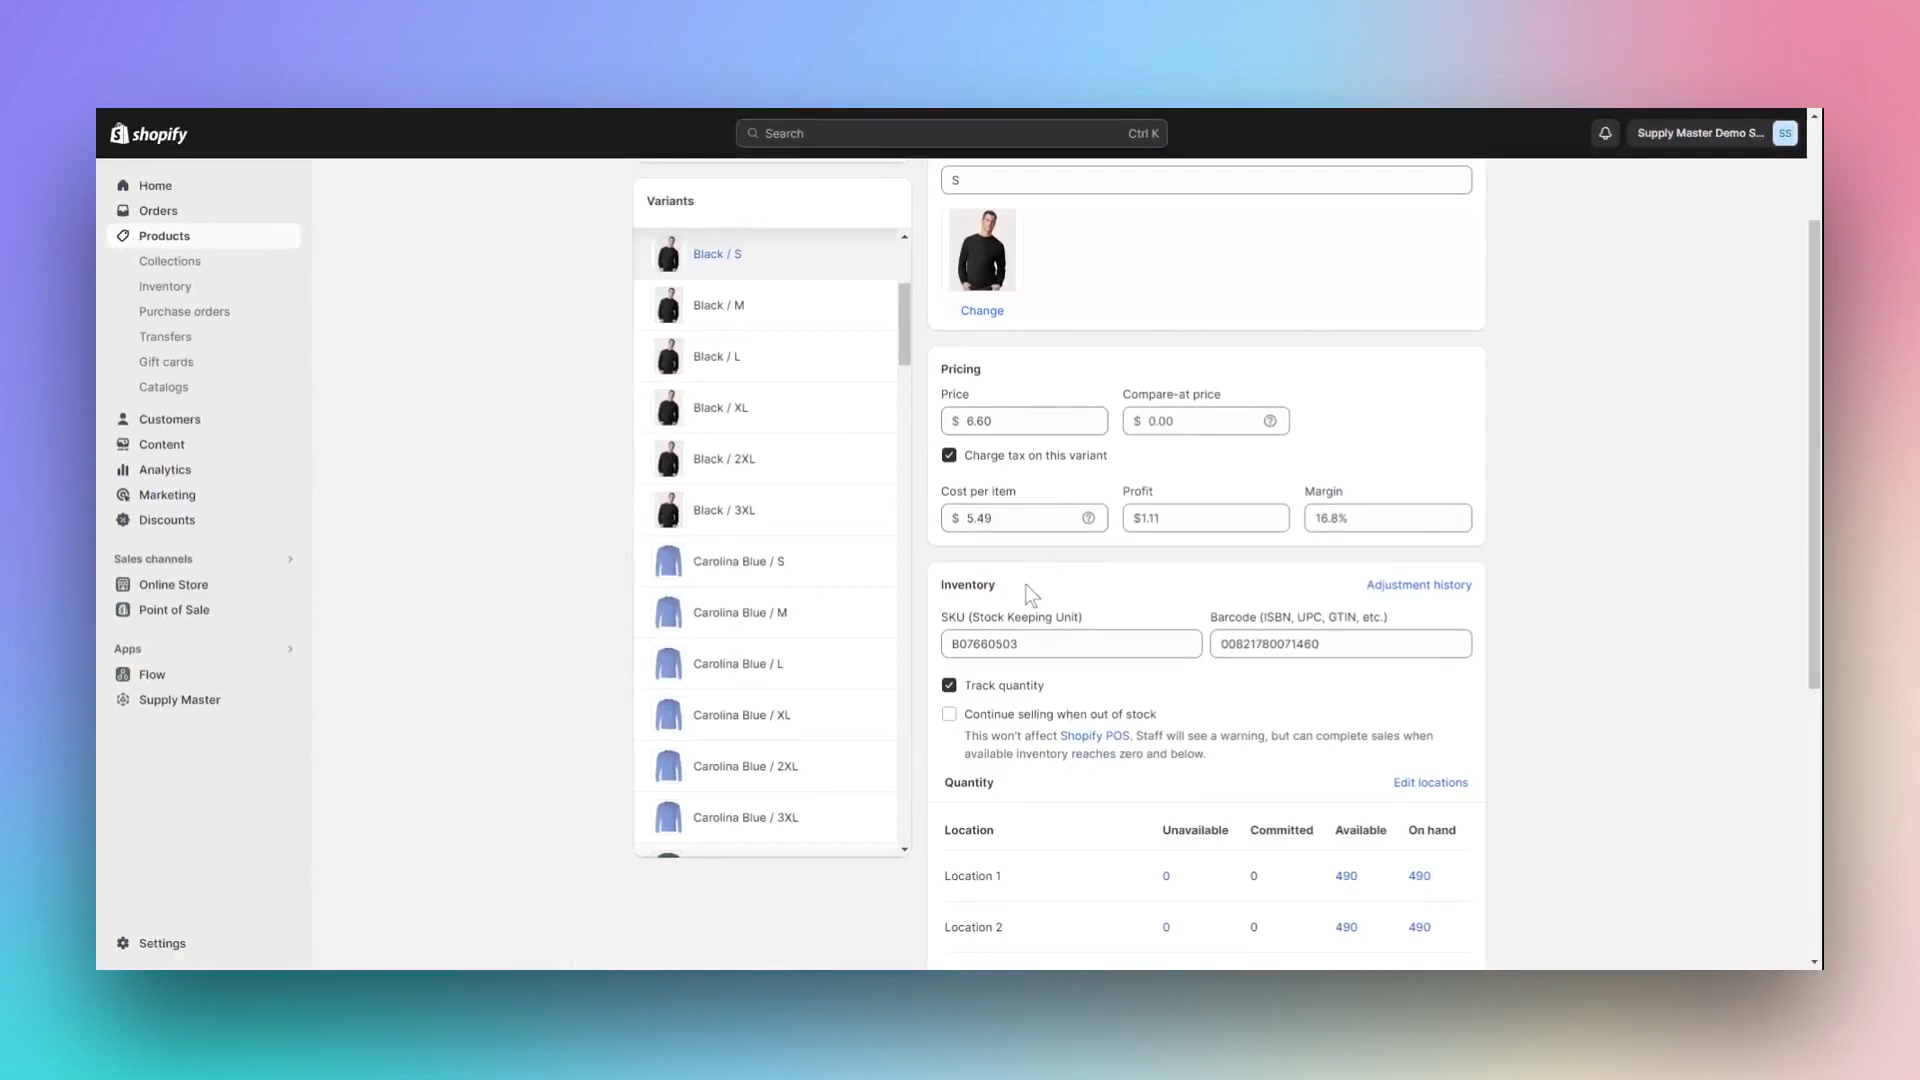 shopify
Search
Ctrl K
Supply Master Demo S...
SS
Home
Orders
Products
Collections
Inventory
Purchase orders
Transfers
Gift cards
Catalogs
Customers
Content
Analytics
Marketing
Discounts
Sales channels
Online Store
Point of Sale
Apps
Flow
Supply Master
Settings
Variants
Black / S
Black / M
Black / L
Black / XL
Black / 2XL
Black / 3XL
Carolina Blue / S
Carolina Blue / M
Carolina Blue / L
Carolina Blue / XL
Carolina Blue / 2XL
Carolina Blue / 3XL
S
Change
Pricing
Price
Compare-at price
$ 6.60
$ 0.00
Charge tax on this variant
Cost per item
Profit
Margin
$ 5.49
$1.11
16.8%
Inventory
Adjustment history
SKU (Stock Keeping Unit)
Barcode (ISBN, UPC, GTIN, etc.)
B07660503
00821780071460
Track quantity
Continue selling when out of stock
This won't affect Shopify POS. Staff will see a warning, but can complete sales when
available inventory reaches zero and below.
Quantity
Edit locations
Location Unavailable Committed Available On hand
Location 1 0 0 490 490
Location 2 0 0 490 490